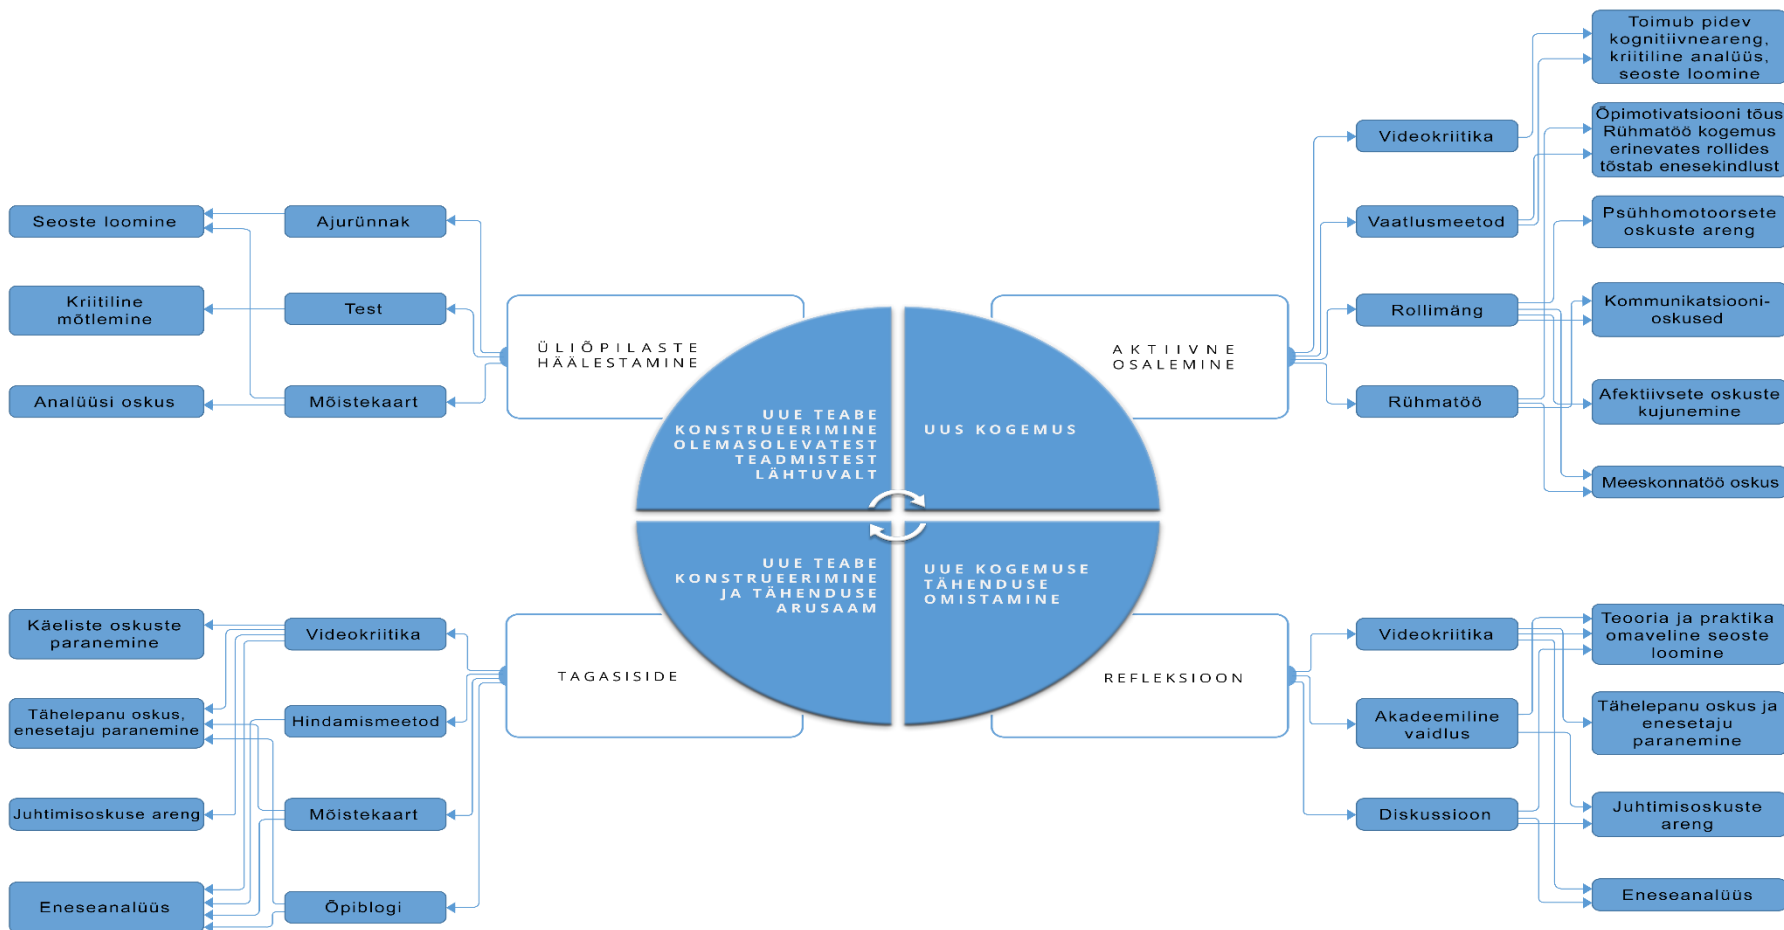 Seoste loomine
Ajurünnak
Kriitiline
mõtlemine
Test
Analüüsi oskus
Mõistekaart
ÜLIÕPILASTE
HÄÄLESTAMINE
UUE TEABE
KONSTRUEERIMINE
OLEMASOLEVATEST
TEADMISTEST
LÄHTUVALT
UUS KOGEMUS
AKTIIVNE
OSALEMINE
Videokriitika
Vaatlusmeetod
Rollimäng
Rühmatöö
Toimub pidev
kognitiivneareng,
kriitiline analüüs,
seoste loomine
Õpimotivatsiooni tõus
Rühmatöö kogemus
erinevates rollides
tõstab enesekindlust
Psühhomotoorsete
oskuste areng
Kommunikatsiooni-
oskused
Afektiivsete oskuste
kujunemine
Meeskonnatöö oskus
Käeliste oskuste
paranemine
Videokriitika
Tähelepanu oskus,
enesetaju paranemine
Hindamismeetod
Juhtimisoskuse areng
Mõistekaart
Eneseanalüüs
Õpiblogi
TAGASISIDE
UUE TEABE
KONSTRUEERIMINE
JA TÄHENDUSE
ARUSAAM
UUE KOGEMUSE
TÄHENDUSE
OMISTAMINE
REFLEKSIOON
Videokriitika
Akadeemiline
vaidlus
Diskussioon
Teooria ja praktika
omaveline seoste
loomine
Tähelepanu oskus ja
enesetaju
paranemine
Juhtimisoskuste
areng
Eneseanalüüs